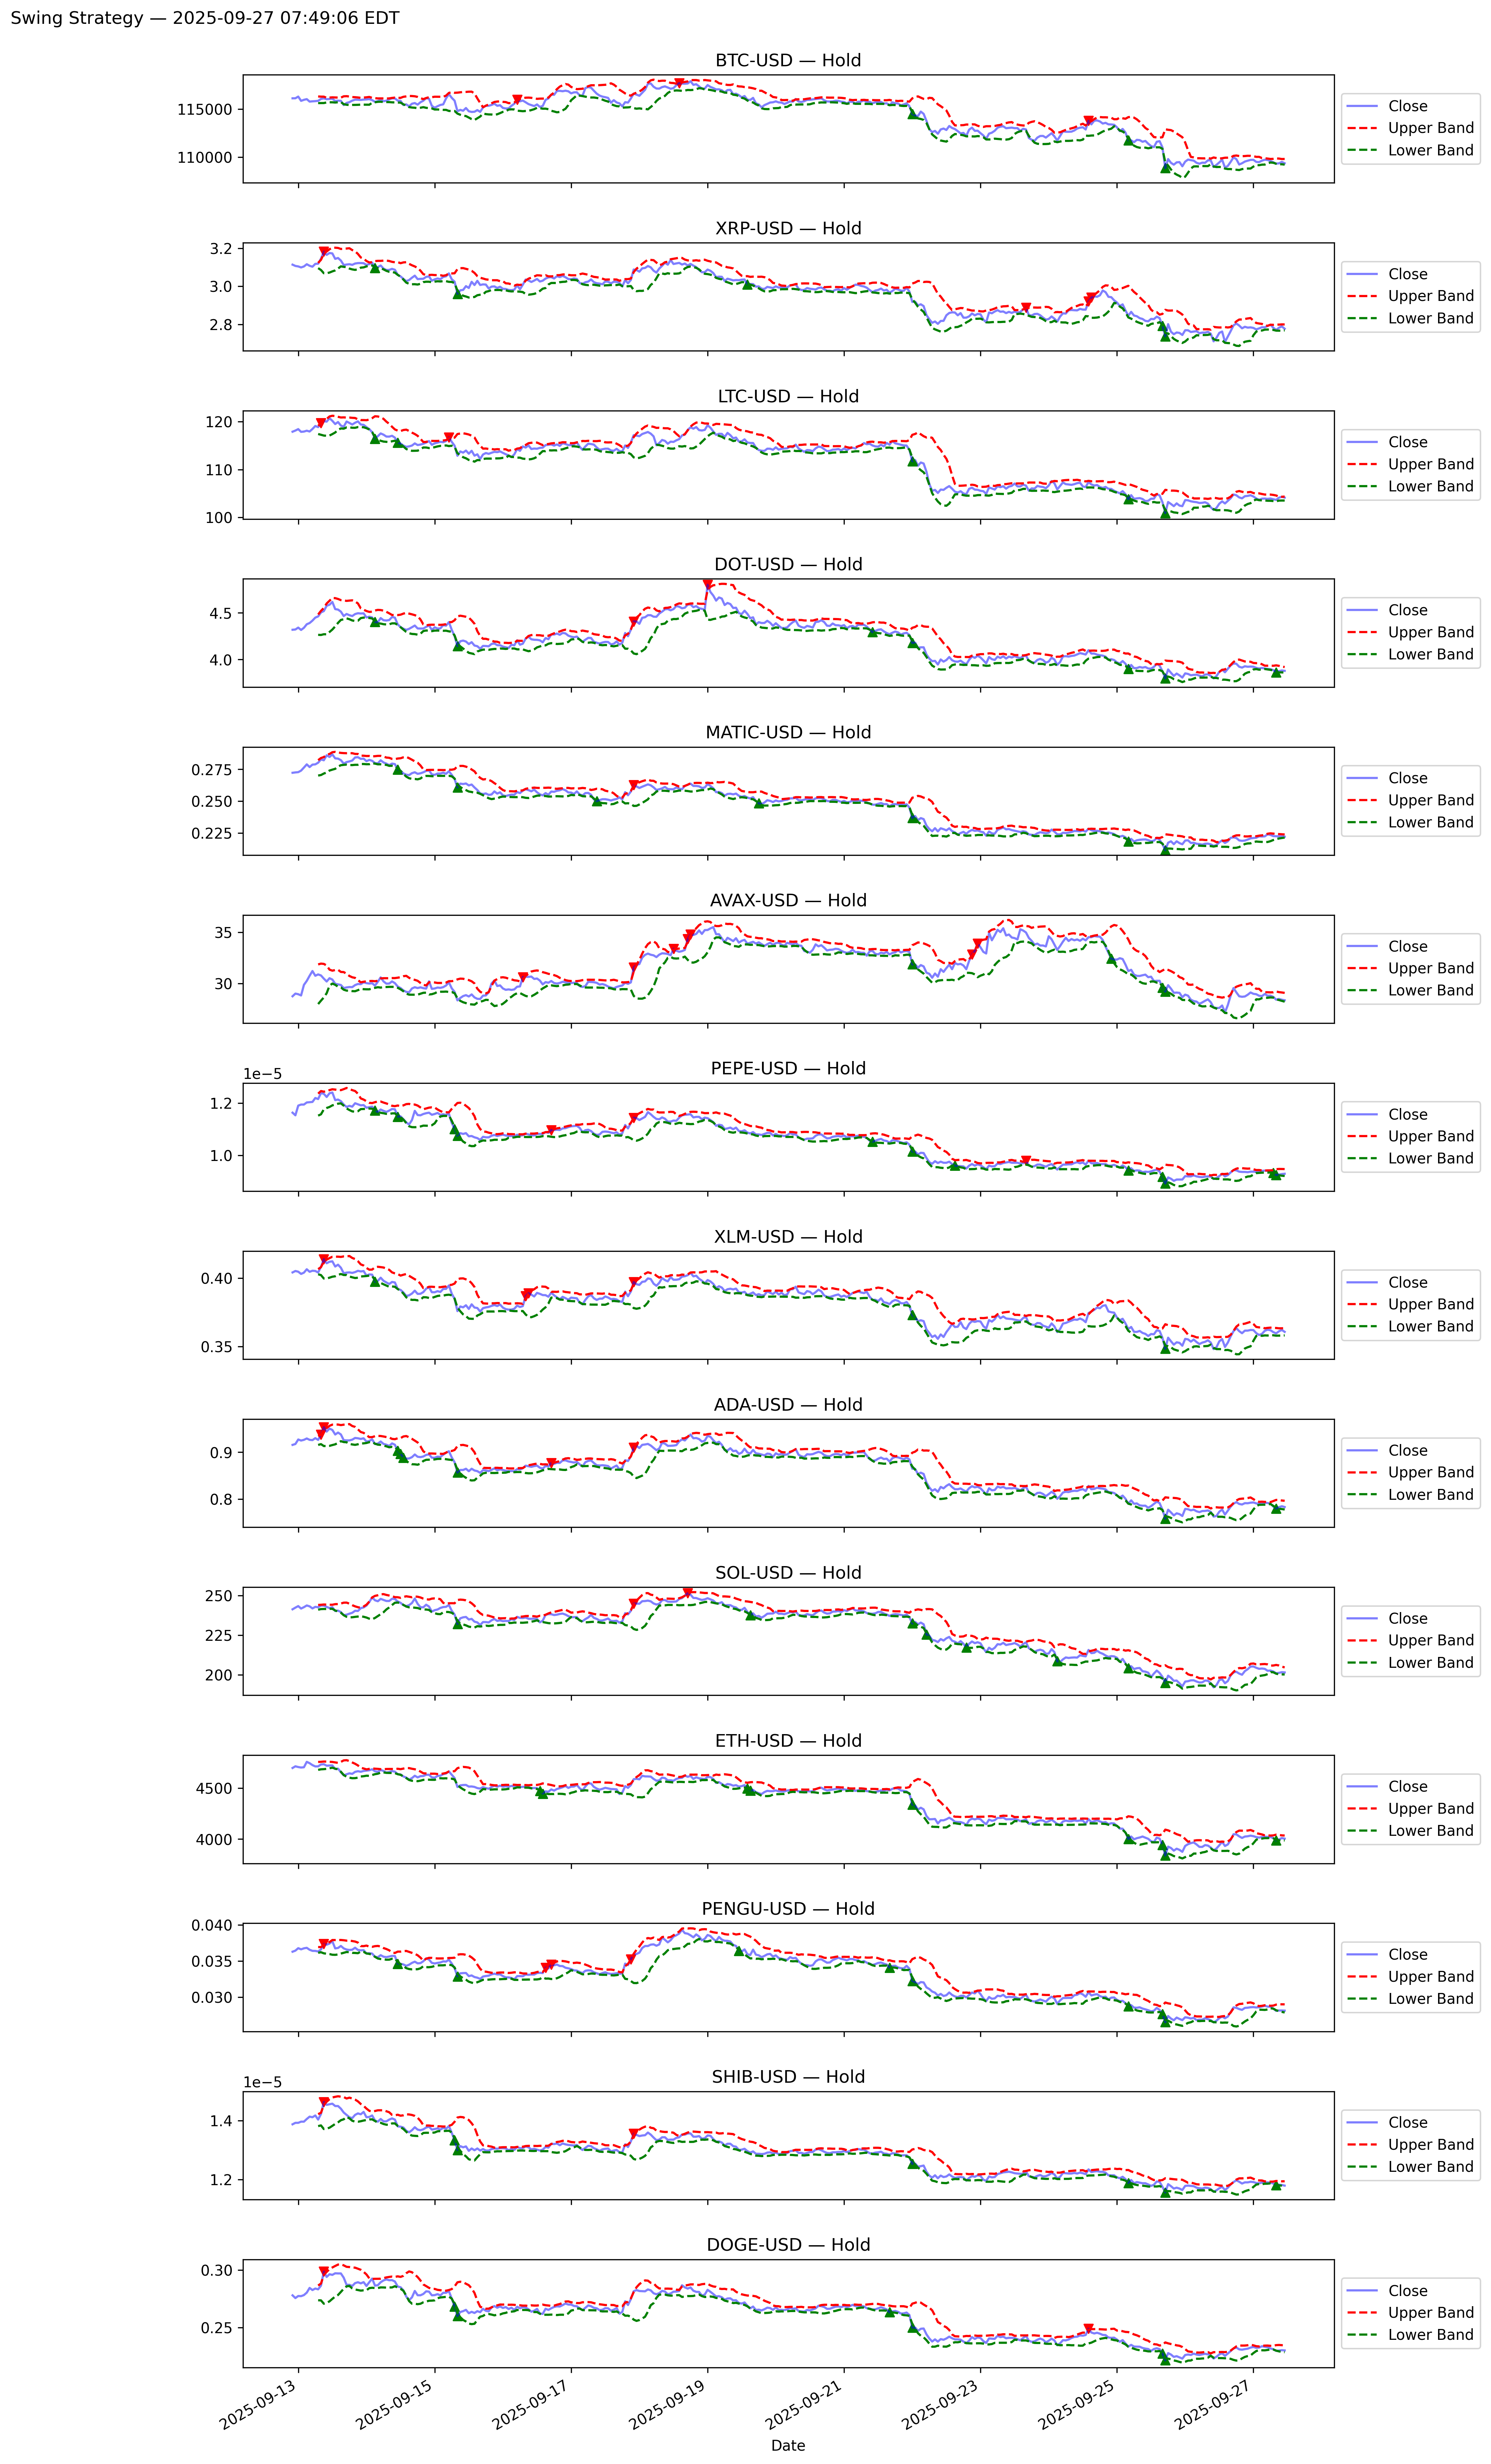 Swing Strategy — 2025-09-27 07:49:06 EDT
BTC-USD — Hold
115000
110000
Close
Upper Band
Lower Band
XRP-USD — Hold
3.2
3.0
2.8
Close
Upper Band
Lower Band
LTC-USD — Hold
120
110
100
Close
Upper Band
Lower Band
DOT-USD — Hold
4.5
4.0
Close
Upper Band
Lower Band
MATIC-USD — Hold
0.275
0.250
0.225
Close
Upper Band
Lower Band
AVAX-USD — Hold
35
30
Close
Upper Band
Lower Band
1e−5
PEPE-USD — Hold
1.2
1.0
Close
Upper Band
Lower Band
XLM-USD — Hold
0.40
0.35
Close
Upper Band
Lower Band
ADA-USD — Hold
0.9
0.8
Close
Upper Band
Lower Band
SOL-USD — Hold
250
225
200
Close
Upper Band
Lower Band
ETH-USD — Hold
4500
4000
Close
Upper Band
Lower Band
PENGU-USD — Hold
0.040
0.035
0.030
Close
Upper Band
Lower Band
1e−5
SHIB-USD — Hold
1.4
1.2
Close
Upper Band
Lower Band
DOGE-USD — Hold
0.30
0.25
Close
Upper Band
Lower Band
2025-09-13
2025-09-15
2025-09-17
2025-09-19
2025-09-21
2025-09-23
2025-09-25
2025-09-27
Date